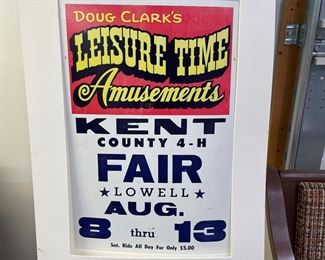 DOUG CLARK'S
LEISURE TIME
Amusements
KENT
COUNTY 4-H
FAIR
★ LOWELL ★
AUG.
8 thru 13
Sat. Ride All Day For Only $5.00